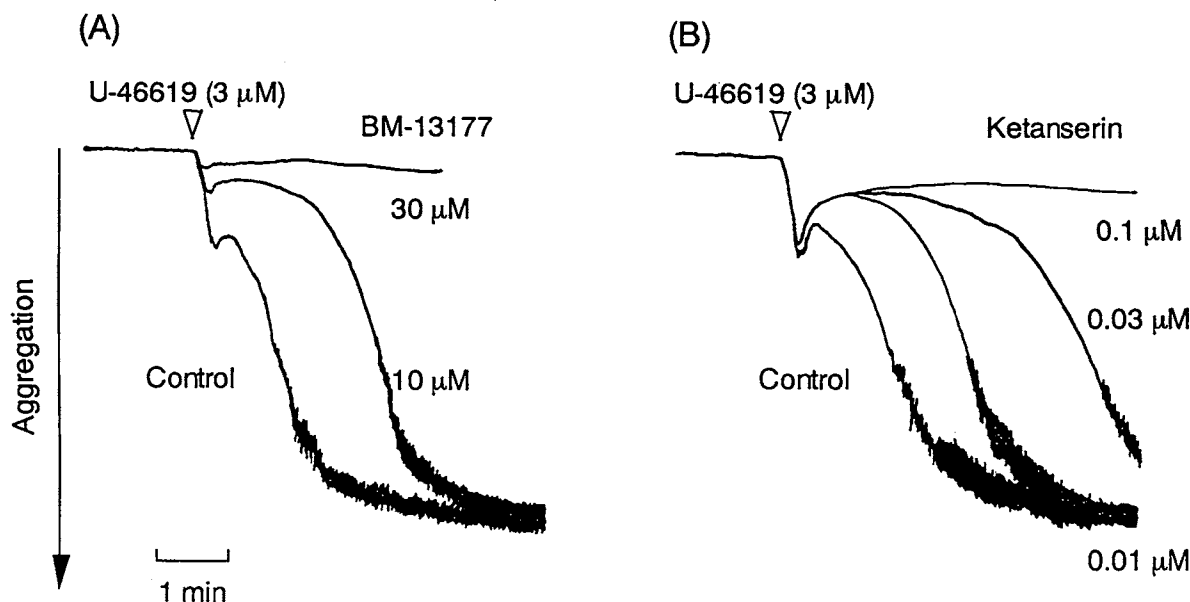 (A)
U-46619 (3 μM)
BM-13177
30 μM
10 μM
Control
Aggregation
1 min
(B)
U-46619 (3 μM)
Ketanserin
0.1 μM
0.03 μM
Control
0.01 μM